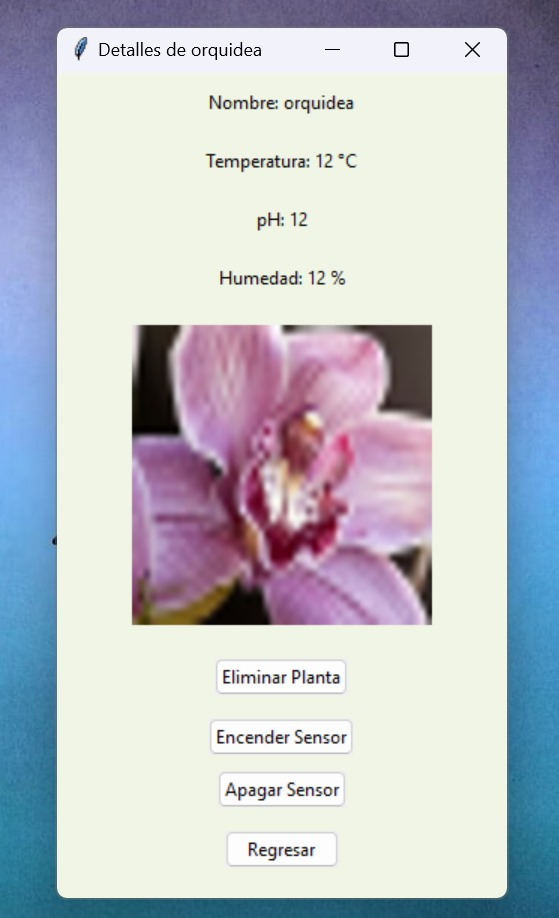 Detalles de orquidea
Nombre: orquidea
Temperatura: 12 °C
pH: 12
Humedad: 12 %
Eliminar Planta
Encender Sensor
Apagar Sensor
Regresar